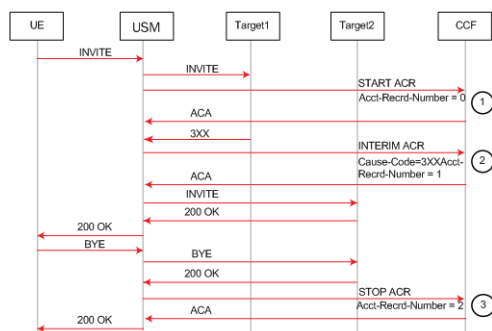 UE
USM
Target1
Target2
CCF
INVITE
INVITE
START ACR
Acct-Recrd-Number = 0
1
ACA
3XX
INTERIM ACR
2
Cause-Code=3XXAcct-
Recrd-Number = 1
ACA
INVITE
200 OK
200 OK
BYE
BYE
200 OK
STOP ACR
Acct-Recrd-Number = 2
3
ACA
200 OK